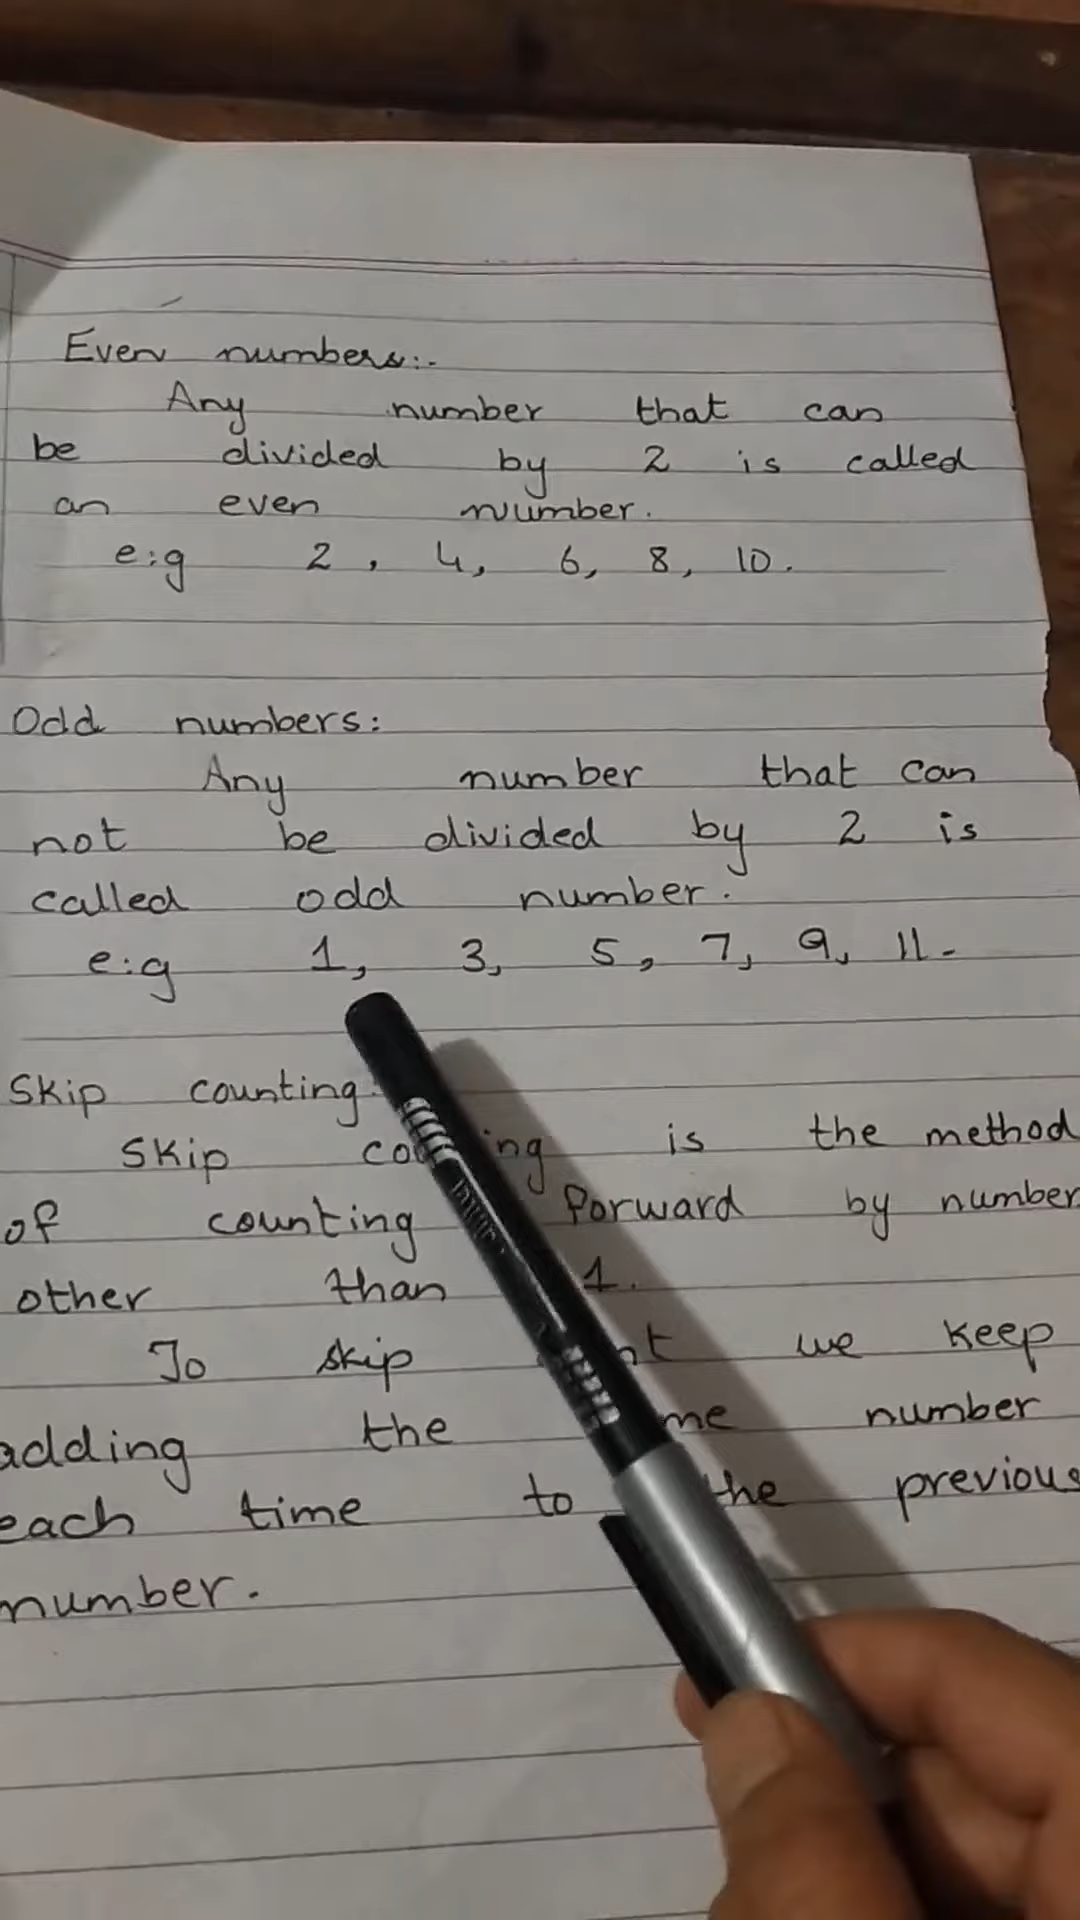 Even numbers:-
Any number that can
be divided by 2 is called
an even number.
e:g 2, 4, 6, 8, 10.
Odd numbers:
Any number that can
not be divided by 2 is
called odd number.
e:g 1, 3, 5, 7, 9, 11.
Skip counting:
Skip is the method
of counting forward by number
other than 1.
To skip we keep
adding the number
each time to the previous
number.